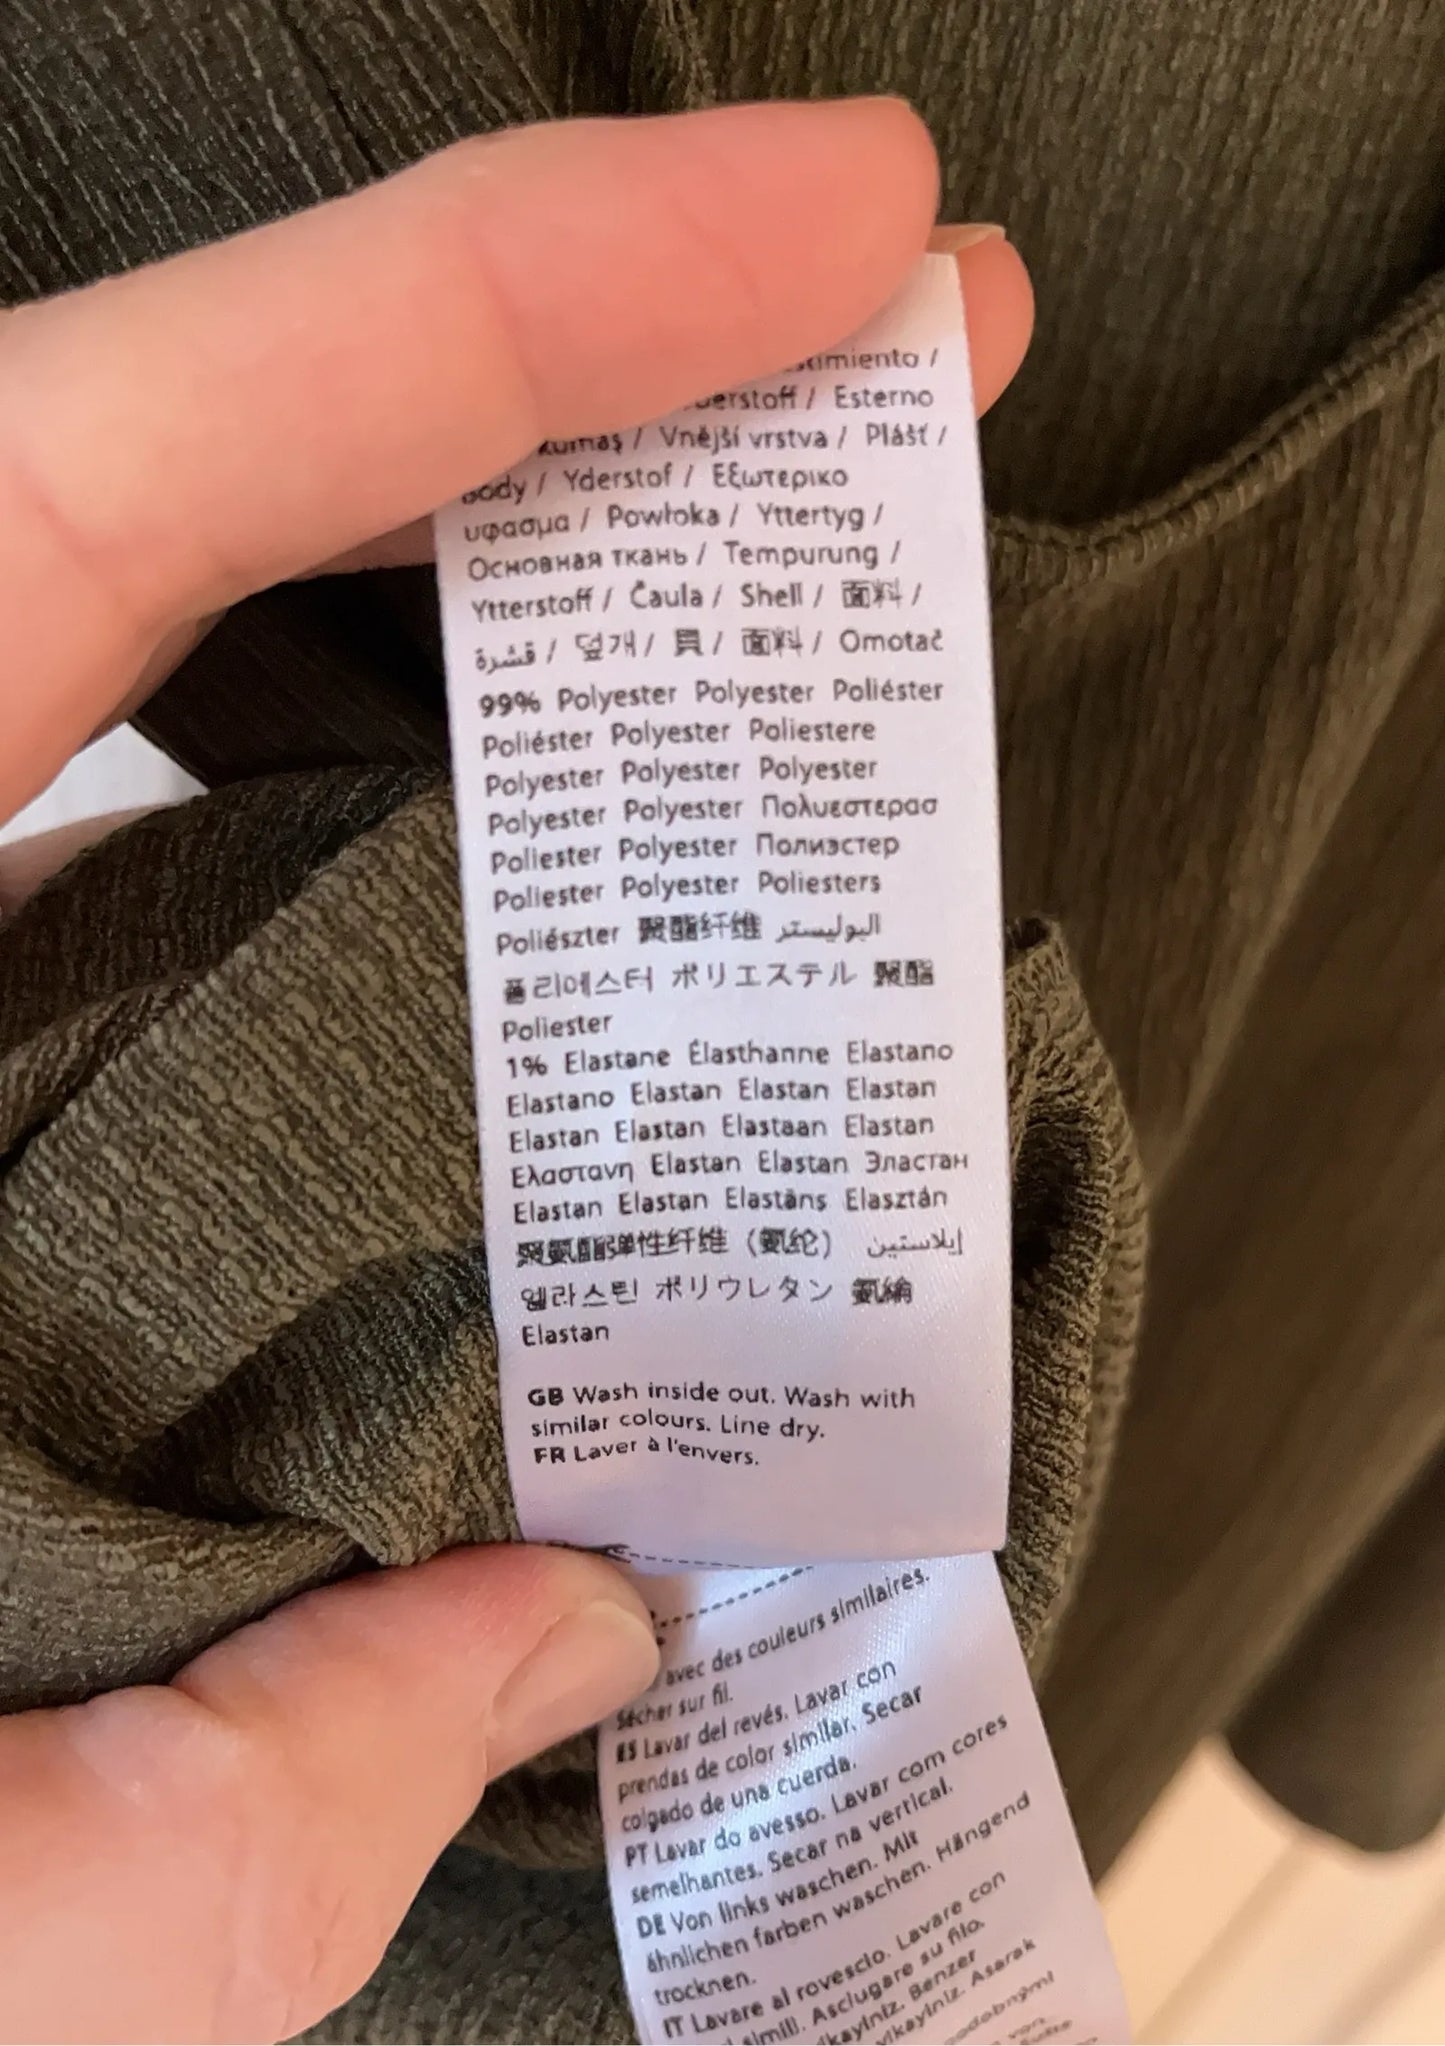 /
/ Esterno
/ Vnější vrstva / Plášť /
Body / Yderstof / Εξωτερικο
υφασμα / Powłoka / Yttertyg /
Основная ткань / Tempurung /
Ytterstoff / Čaula / Shell / 面料 /
قشرة / 덮개 / 貝 / 面料 / Omotač
99% Polyester Polyester Poliéster
Poliéster Polyester Poliestere
Polyester Polyester Polyester
Polyester Polyester Πολυεστερασ
Poliester Polyester Полиэстер
Poliester Polyester Poliesters
Poliészter 聚酯纤维 البوليستر
폴리에스터 ポリエステル 聚酯
Poliester
1% Elastane Élasthanne Elastano
Elastano Elastan Elastan Elastan
Elastan Elastan Elastaan Elastan
Ελαστανη Elastan Elastan Эластан
Elastan Elastan Elastāns Elasztán
聚氨酯弹性纤维 (氨纶) إيلاستين
엘라스틴 ポリウレタン 氨綸
Elastan
GB Wash inside out. Wash with
similar colours. Line dry.
FR Laver à l'envers.
avec des couleurs similaires.
Sécher sur fil.
ES Lavar del revés. Lavar con
prendas de color similar. Secar
colgado de una cuerda.
PT Lavar do avesso. Lavar com cores
semelhantes. Secar na vertical.
DE Von links waschen. Mit
ähnlichen farben waschen. Hängend
trocknen.
IT Lavare al rovescio. Lavare con
simili. Asciugare su filo.
Benzer
Asarak